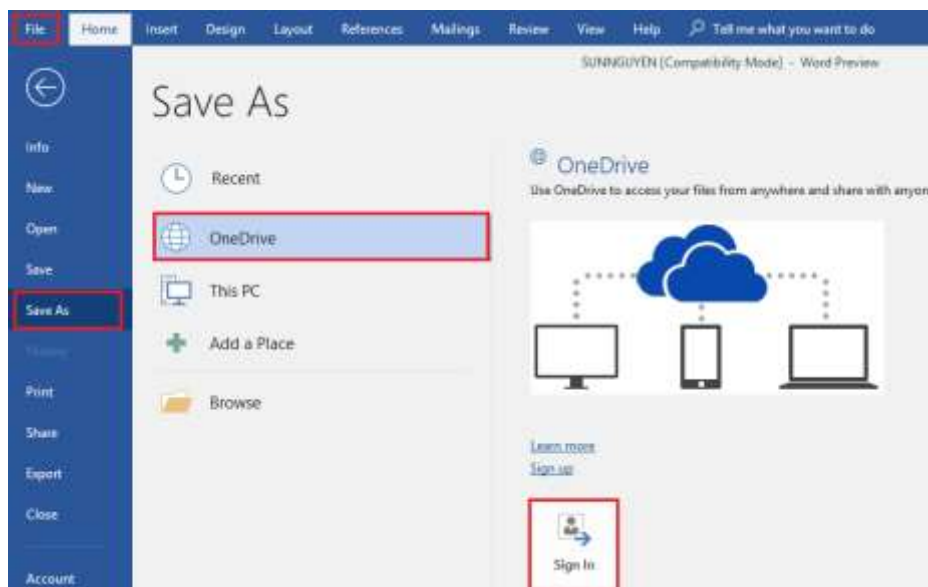 File Home Insert Design Layout References Mailings Review View Help Tell me what you want to do
SUNNGUYEN [Compatibility Mode] - Word Preview
Save As
Info
New
Open
Save
Save As
History
Print
Share
Export
Close
Account
Recent
OneDrive
This PC
Add a Place
Browse
OneDrive
Use OneDrive to access your files from anywhere and share with anyon
Learn more
Sign up
Sign In